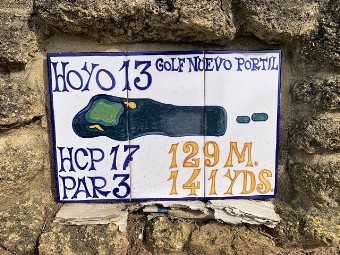 HOYO 13 GOLF NUEVO PORTIL
HCP 17 129 M.
PAR 3 141 YDS.